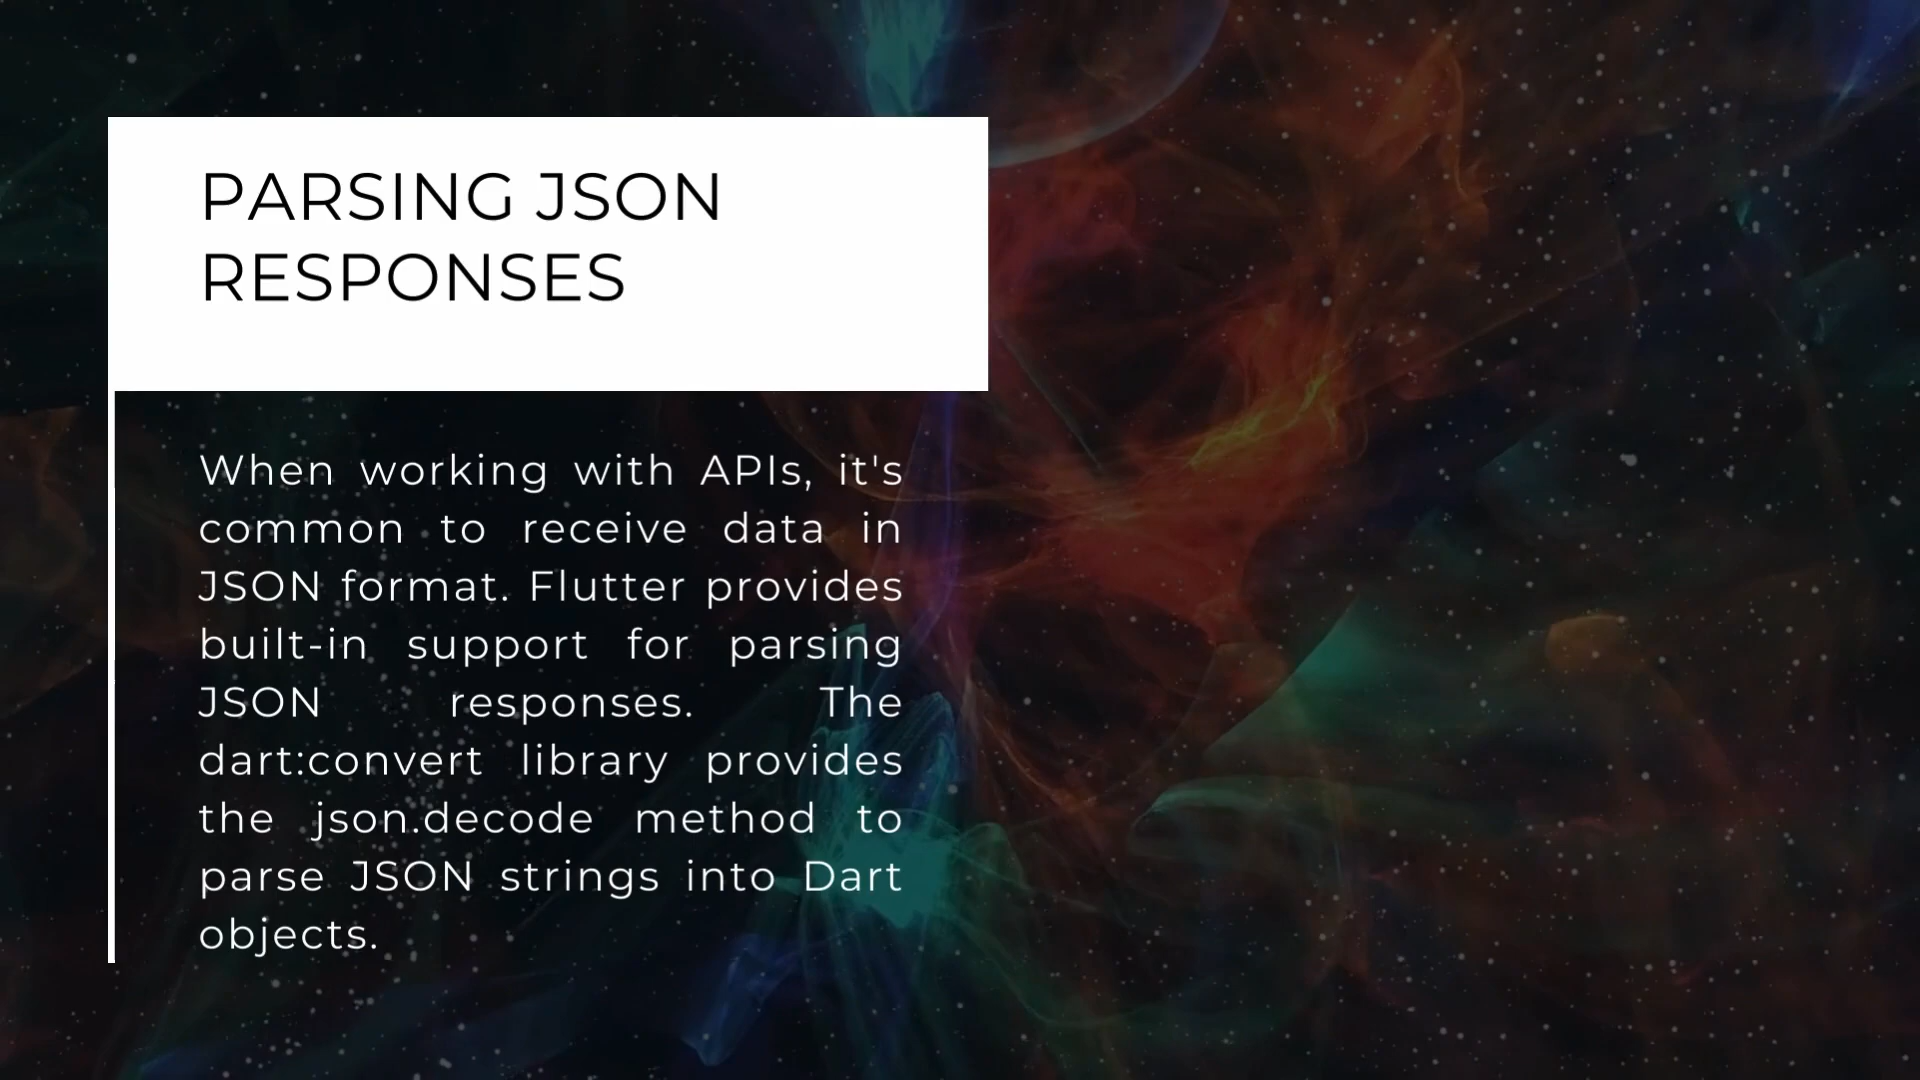 PARSING JSON
RESPONSES
When working with APIs, it's
common to receive data in
JSON format. Flutter provides
built-in support for parsing
JSON responses. The
dart:convert library provides
the json.decode method to
parse JSON strings into Dart
objects.